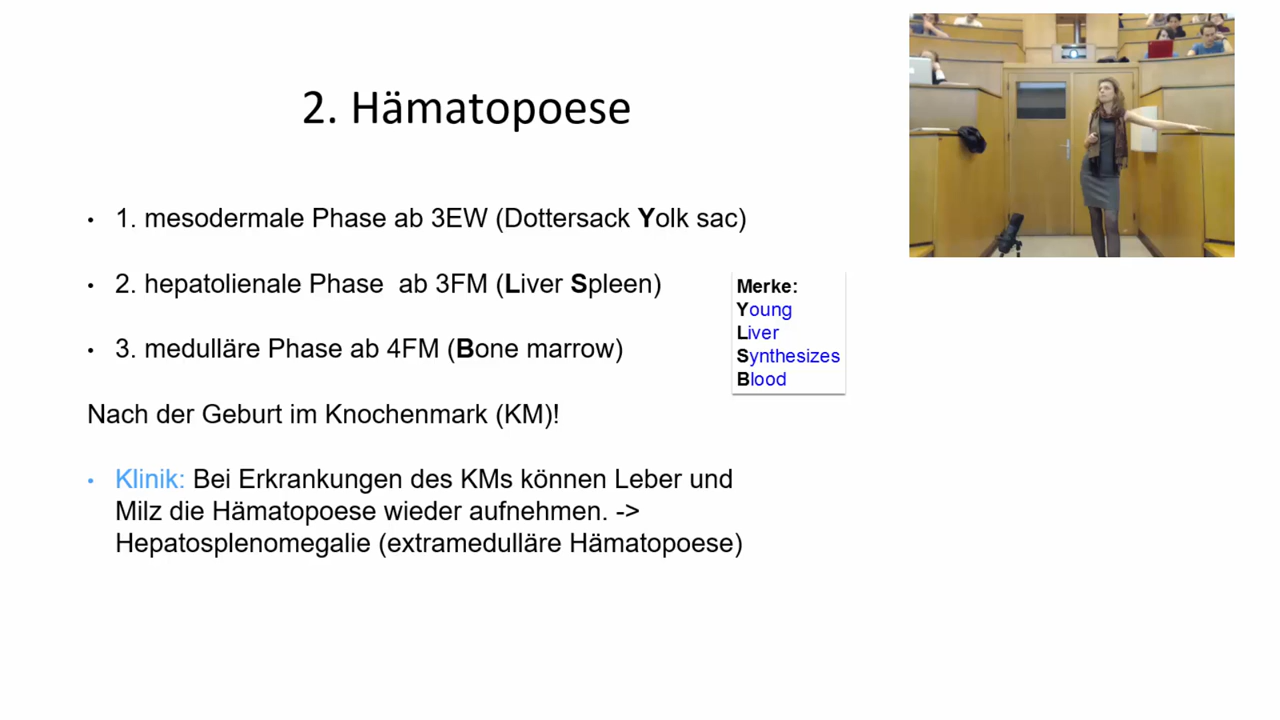 2. Hämatopoese
• 1. mesodermale Phase ab 3EW (Dottersack Yolk sac)
• 2. hepatolienale Phase  ab 3FM (Liver Spleen)
• 3. medulläre Phase ab 4FM (Bone marrow)
Nach der Geburt im Knochenmark (KM)!
• Klinik: Bei Erkrankungen des KMs können Leber und
Milz die Hämatopoese wieder aufnehmen. ->
Hepatosplenomegalie (extramedulläre Hämatopoese)
Merke:
Young
Liver
Synthesizes
Blood